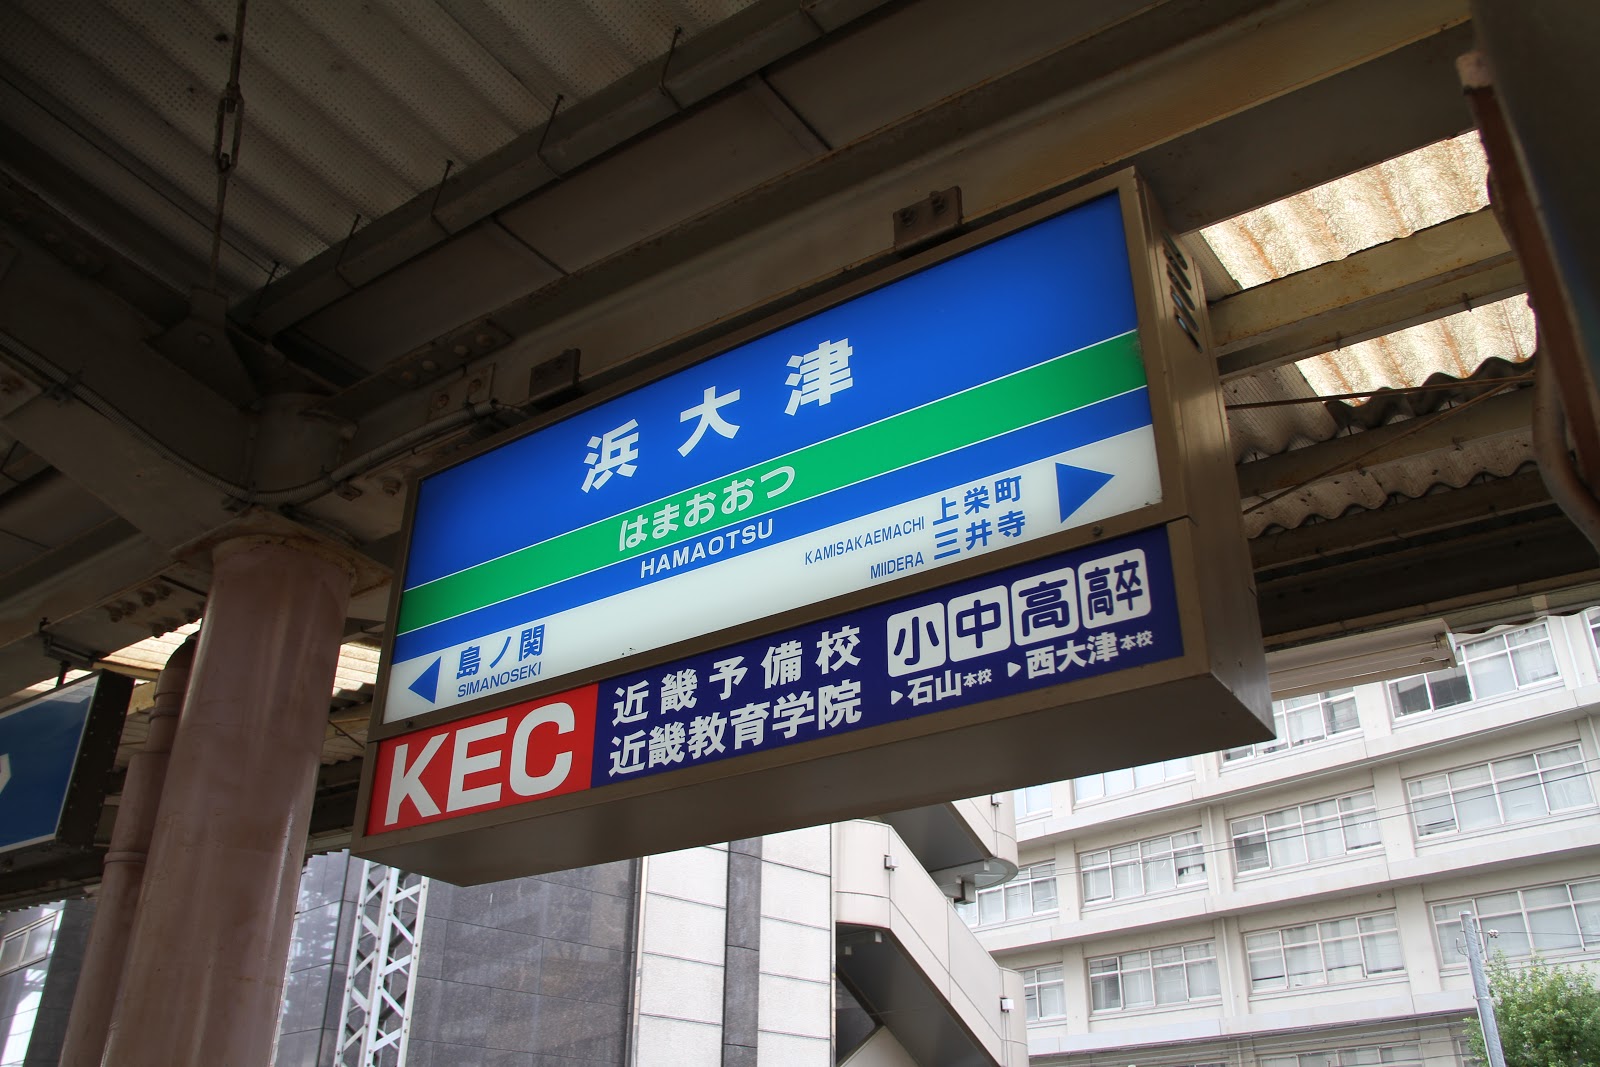 浜大津
はまおおつ
HAMAOTSU
KAMISAKAEMACHI 上栄町
MIIDERA 三井寺
島ノ関
SIMANOSEKI
KEC
近畿予備校
近畿教育学院
小 中 高 高卒
石山本校 西大津本校